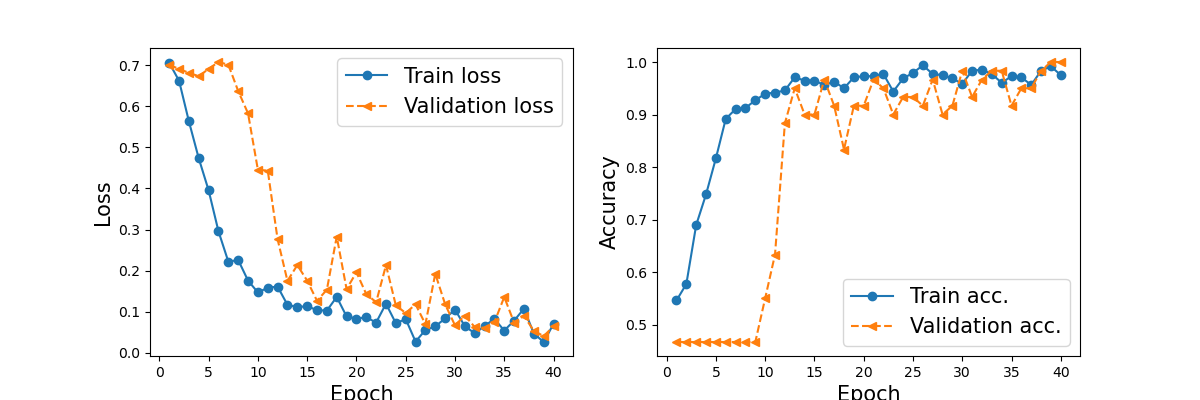 Train loss
Validation loss
Loss
0.7
0.6
0.5
0.4
0.3
0.2
0.1
0.0
0 5 10 15 20 25 30 35 40
Epoch
Train acc.
Validation acc.
Accuracy
1.0
0.9
0.8
0.7
0.6
0.5
0 5 10 15 20 25 30 35 40
Epoch